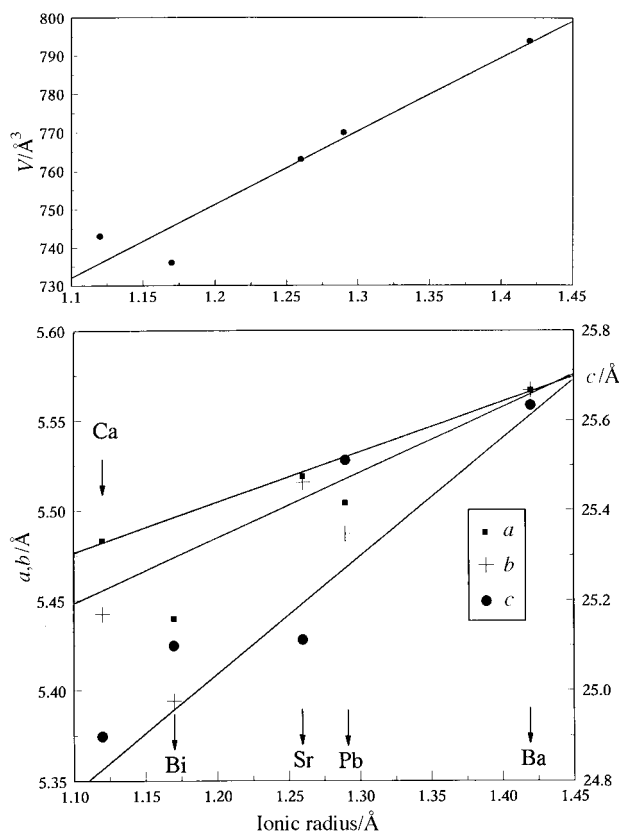 800
790
780
770
760
750
740
730
V/Å³
1.1 1.15 1.2 1.25 1.3 1.35 1.4 1.45
5.60
5.55
5.50
5.45
5.40
5.35
a,b/Å
25.8
c/Å
25.6
25.4
25.2
25.0
24.8
Ca
a
b
c
Bi
Sr
Pb
Ba
1.10 1.15 1.20 1.25 1.30 1.35 1.40 1.45
Ionic radius/Å